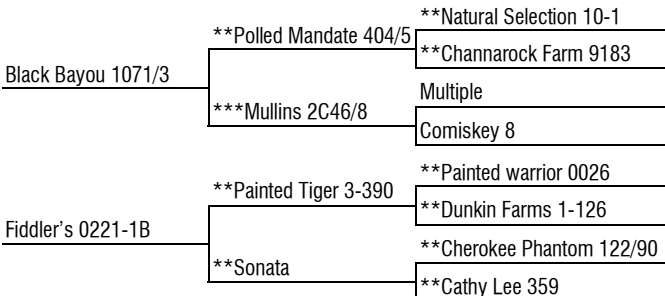 **Natural Selection 10-1
**Polled Mandate 404/5
**Channarock Farm 9183
Black Bayou 1071/3
Multiple
***Mullins 2C46/8
Comiskey 8
**Painted warrior 0026
**Painted Tiger 3-390
**Dunkin Farms 1-126
Fiddler's 0221-1B
**Cherokee Phantom 122/90
**Sonata
**Cathy Lee 359